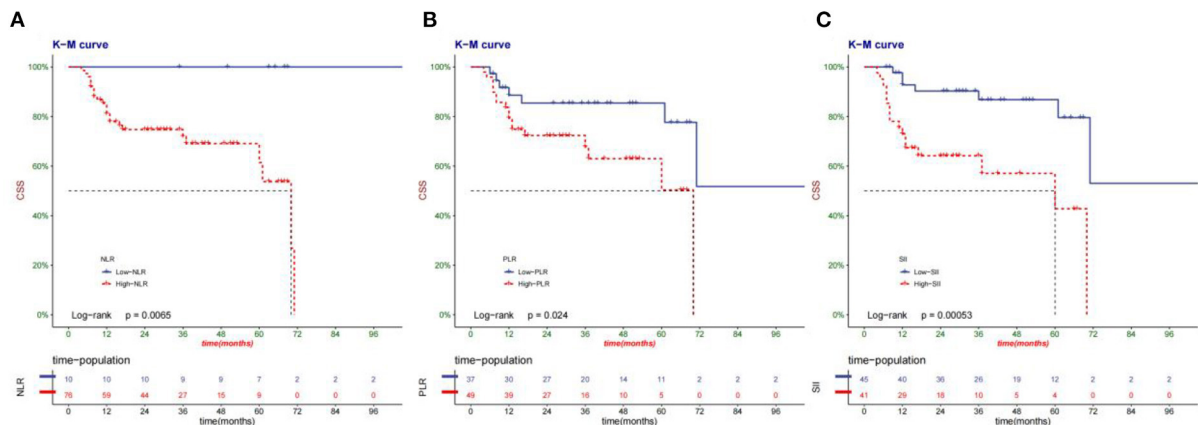 A
K−M curve
100%
80%
60%
40%
20%
0%
CSS
NLR
Low−NLR
High−NLR
Log−rank p = 0.0065
0 12 24 36 48 60 72 84 96
time(months)
time−population
NLR
10 10 10 9 9 7 2 2 2
76 59 44 27 15 9 0 0 0
0 12 24 36 48 60 72 84 96
time(months)
B
K−M curve
100%
80%
60%
40%
20%
0%
CSS
PLR
Low−PLR
High−PLR
Log−rank p = 0.024
0 12 24 36 48 60 72 84 96
time(months)
time−population
PLR
37 30 27 20 14 11 2 2 2
49 39 27 16 10 5 0 0 0
0 12 24 36 48 60 72 84 96
time(months)
C
K−M curve
100%
80%
60%
40%
20%
0%
CSS
SII
Low−SII
High−SII
Log−rank p = 0.00053
0 12 24 36 48 60 72 84 96
time(months)
time−population
SII
45 40 36 26 19 12 2 2 2
41 29 18 10 5 4 0 0 0
0 12 24 36 48 60 72 84 96
time(months)